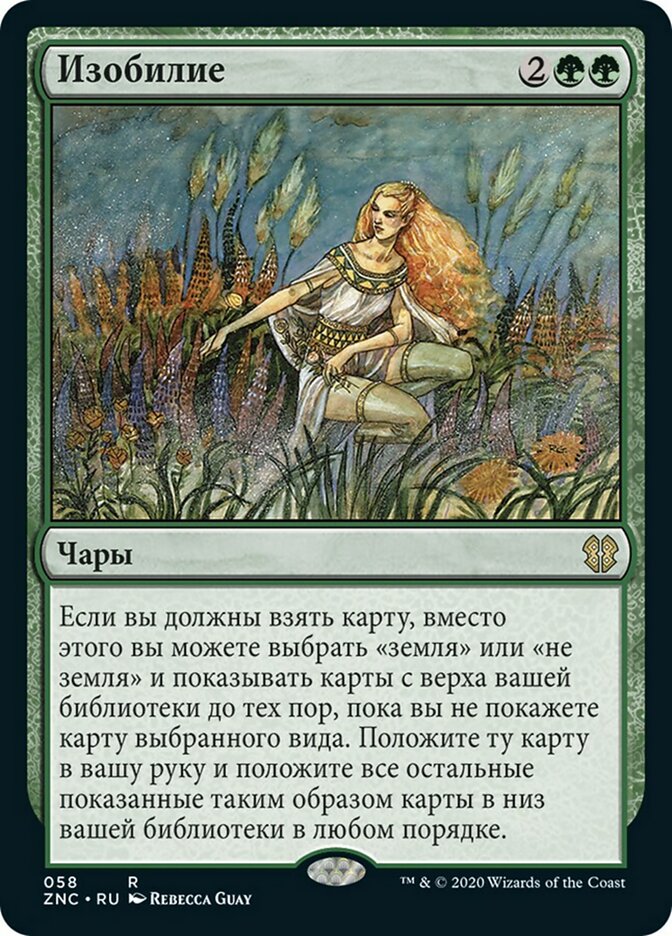 Изобилие 2
RG
Чары
Если вы должны взять карту, вместо
этого вы можете выбрать «земля» или «не
земля» и показывать карты с верха вашей
библиотеки до тех пор, пока вы не покажете
карту выбранного вида. Положите ту карту
в вашу руку и положите все остальные
показанные таким образом карты в низ
вашей библиотеки в любом порядке.
058 R
ZNC • RU Rebecca Guay
™ & © 2020 Wizards of the Coast